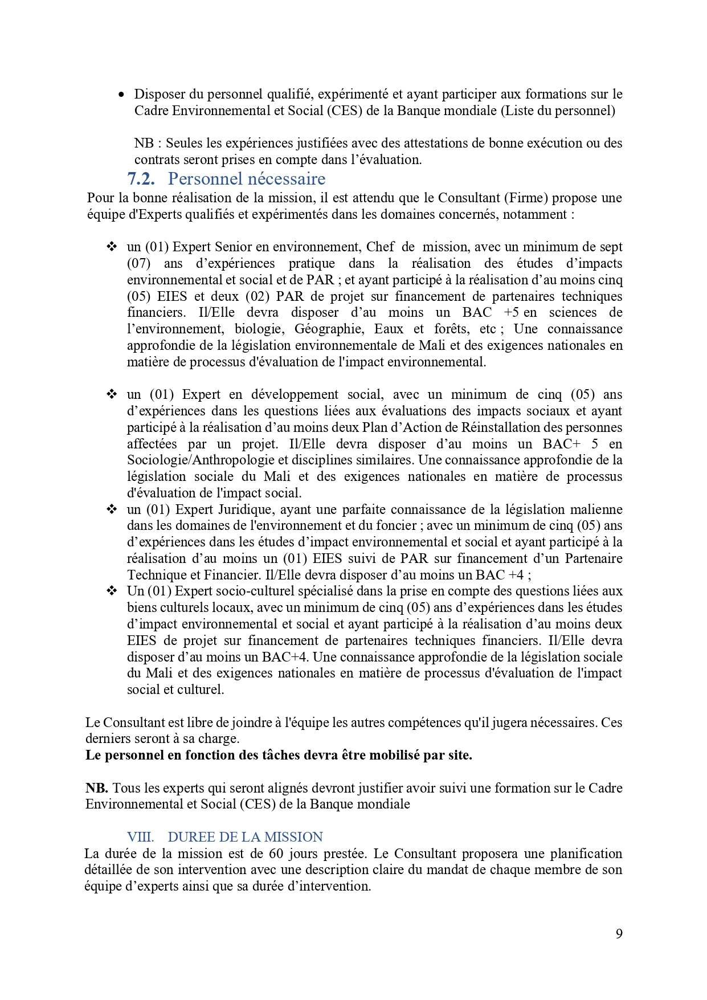 • Disposer du personnel qualifié, expérimenté et ayant participer aux formations sur le
Cadre Environnemental et Social (CES) de la Banque mondiale (Liste du personnel)
NB : Seules les expériences justifiées avec des attestations de bonne exécution ou des
contrats seront prises en compte dans l’évaluation.
7.2. Personnel nécessaire
Pour la bonne réalisation de la mission, il est attendu que le Consultant (Firme) propose une
équipe d'Experts qualifiés et expérimentés dans les domaines concernés, notamment :
❖ un (01) Expert Senior en environnement, Chef de mission, avec un minimum de sept
(07) ans d’expériences pratique dans la réalisation des études d’impacts
environnemental et social et de PAR ; et ayant participé à la réalisation d’au moins cinq
(05) EIES et deux (02) PAR de projet sur financement de partenaires techniques
financiers. Il/Elle devra disposer d’au moins un BAC +5 en sciences de
l’environnement, biologie, Géographie, Eaux et forêts, etc ; Une connaissance
approfondie de la législation environnementale de Mali et des exigences nationales en
matière de processus d'évaluation de l'impact environnemental.
❖ un (01) Expert en développement social, avec un minimum de cinq (05) ans
d’expériences dans les questions liées aux évaluations des impacts sociaux et ayant
participé à la réalisation d’au moins deux Plan d’Action de Réinstallation des personnes
affectées par un projet. Il/Elle devra disposer d’au moins un BAC+ 5 en
Sociologie/Anthropologie et disciplines similaires. Une connaissance approfondie de la
législation sociale du Mali et des exigences nationales en matière de processus
d'évaluation de l'impact social.
❖ un (01) Expert Juridique, ayant une parfaite connaissance de la législation malienne
dans les domaines de l'environnement et du foncier ; avec un minimum de cinq (05) ans
d’expériences dans les études d’impact environnemental et social et ayant participé à la
réalisation d’au moins un (01) EIES suivi de PAR sur financement d’un Partenaire
Technique et Financier. Il/Elle devra disposer d’au moins un BAC +4 ;
❖ Un (01) Expert socio-culturel spécialisé dans la prise en compte des questions liées aux
biens culturels locaux, avec un minimum de cinq (05) ans d’expériences dans les études
d’impact environnemental et social et ayant participé à la réalisation d’au moins deux
EIES de projet sur financement de partenaires techniques financiers. Il/Elle devra
disposer d’au moins un BAC+4. Une connaissance approfondie de la législation sociale
du Mali et des exigences nationales en matière de processus d'évaluation de l'impact
social et culturel.
Le Consultant est libre de joindre à l'équipe les autres compétences qu'il jugera nécessaires. Ces
derniers seront à sa charge.
Le personnel en fonction des tâches devra être mobilisé par site.
NB. Tous les experts qui seront alignés devront justifier avoir suivi une formation sur le Cadre
Environnemental et Social (CES) de la Banque mondiale
VIII. DUREE DE LA MISSION
La durée de la mission est de 60 jours prestée. Le Consultant proposera une planification
détaillée de son intervention avec une description claire du mandat de chaque membre de son
équipe d’experts ainsi que sa durée d’intervention.
9